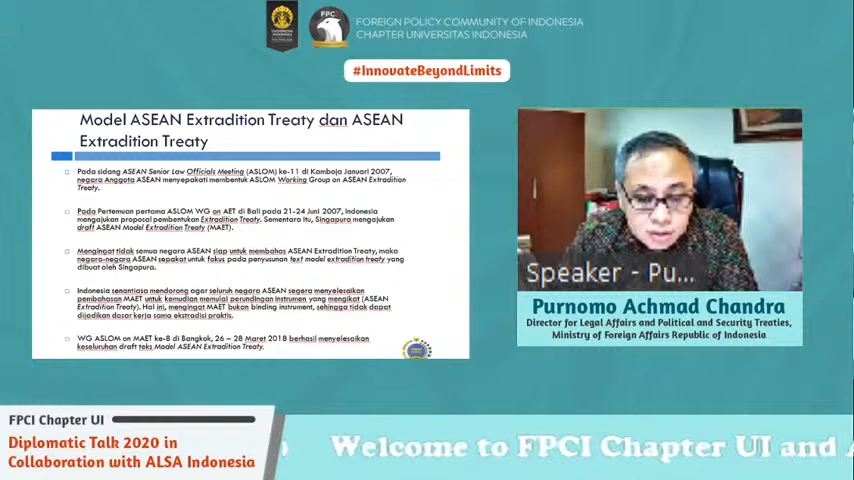 FPC
FOREIGN POLICY COMMUNITY OF INDONESIA
CHAPTER UNIVERSITAS INDONESIA
#InnovateBeyondLimits
Model ASEAN Extradition Treaty dan ASEAN
Extradition Treaty
Pada sidang ASEAN Senior Law Officials Meeting (ASLOM) ke-11 di Kamboja Januari 2007,
negara Anggota ASEAN menyepakati membentuk ASLOM Working Group on ASEAN Extradition
Treaty.
Pada Pertemuan pertama ASLOM WG on AET di Bali pada 21-24 Juni 2007, Indonesia
mengajukan proposal pembentukan Extradition Treaty. Sementara itu, Singapura mengajukan
draft ASEAN Model Extradition Treaty (MAET).
Mengingat tidak semua negara ASEAN siap untuk membahas ASEAN Extradition Treaty, maka
negara-negara ASEAN sepakat untuk fokus pada penyusunan text model extradition treaty yang
dibuat oleh Singapura.
Indonesia senantiasa mendorong agar seluruh negara ASEAN segera menyelesaikan
pembahasan MAET untuk kemudian memulai perundingan instrumen yang mengikat (ASEAN
Extradition Treaty). Hal ini, mengingat MAET bukan binding instrument, sehingga tidak dapat
dijadikan dasar kerja sama ekstradisi praktis.
WG ASLOM on MAET ke-8 di Bangkok, 26 – 28 Maret 2018 berhasil menyelesaikan
keseluruhan draft teks Model ASEAN Extradition Treaty.
Speaker - Pu...
Purnomo Achmad Chandra
Director for Legal Affairs and Political and Security Treaties,
Ministry of Foreign Affairs Republic of Indonesia
FPCI Chapter UI
Diplomatic Talk 2020 in
Collaboration with ALSA Indonesia
Welcome to FPCI Chapter UI and